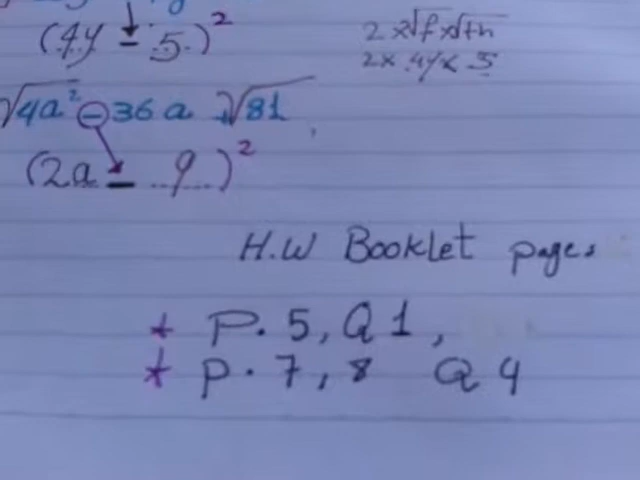 (4y - 5)²
2 x √f x √th
2 x 4y x 5
√4a² - 36a + √81
(2a - 9)²
H.W Booklet page.
* P. 5, Q1,
* P. 7, 8 Q4